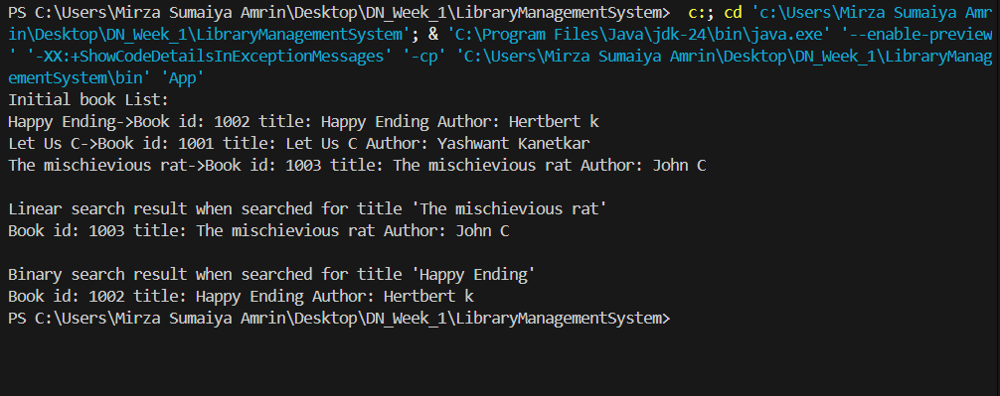 PS C:\Users\Mirza Sumaiya Amrin\Desktop\DN_Week_1\LibraryManagementSystem>  c:; cd 'c:\Users\Mirza Sumaiya Amr
in\Desktop\DN_Week_1\LibraryManagementSystem'; & 'C:\Program Files\Java\jdk-24\bin\java.exe' '--enable-preview
' '-XX:+ShowCodeDetailsInExceptionMessages' '-cp' 'C:\Users\Mirza Sumaiya Amrin\Desktop\DN_Week_1\LibraryManag
ementSystem\bin' 'App'
Initial book List:
Happy Ending->Book id: 1002 title: Happy Ending Author: Hertbert k
Let Us C->Book id: 1001 title: Let Us C Author: Yashwant Kanetkar
The mischievious rat->Book id: 1003 title: The mischievious rat Author: John C
Linear search result when searched for title 'The mischievious rat'
Book id: 1003 title: The mischievious rat Author: John C
Binary search result when searched for title 'Happy Ending'
Book id: 1002 title: Happy Ending Author: Hertbert k
PS C:\Users\Mirza Sumaiya Amrin\Desktop\DN_Week_1\LibraryManagementSystem>